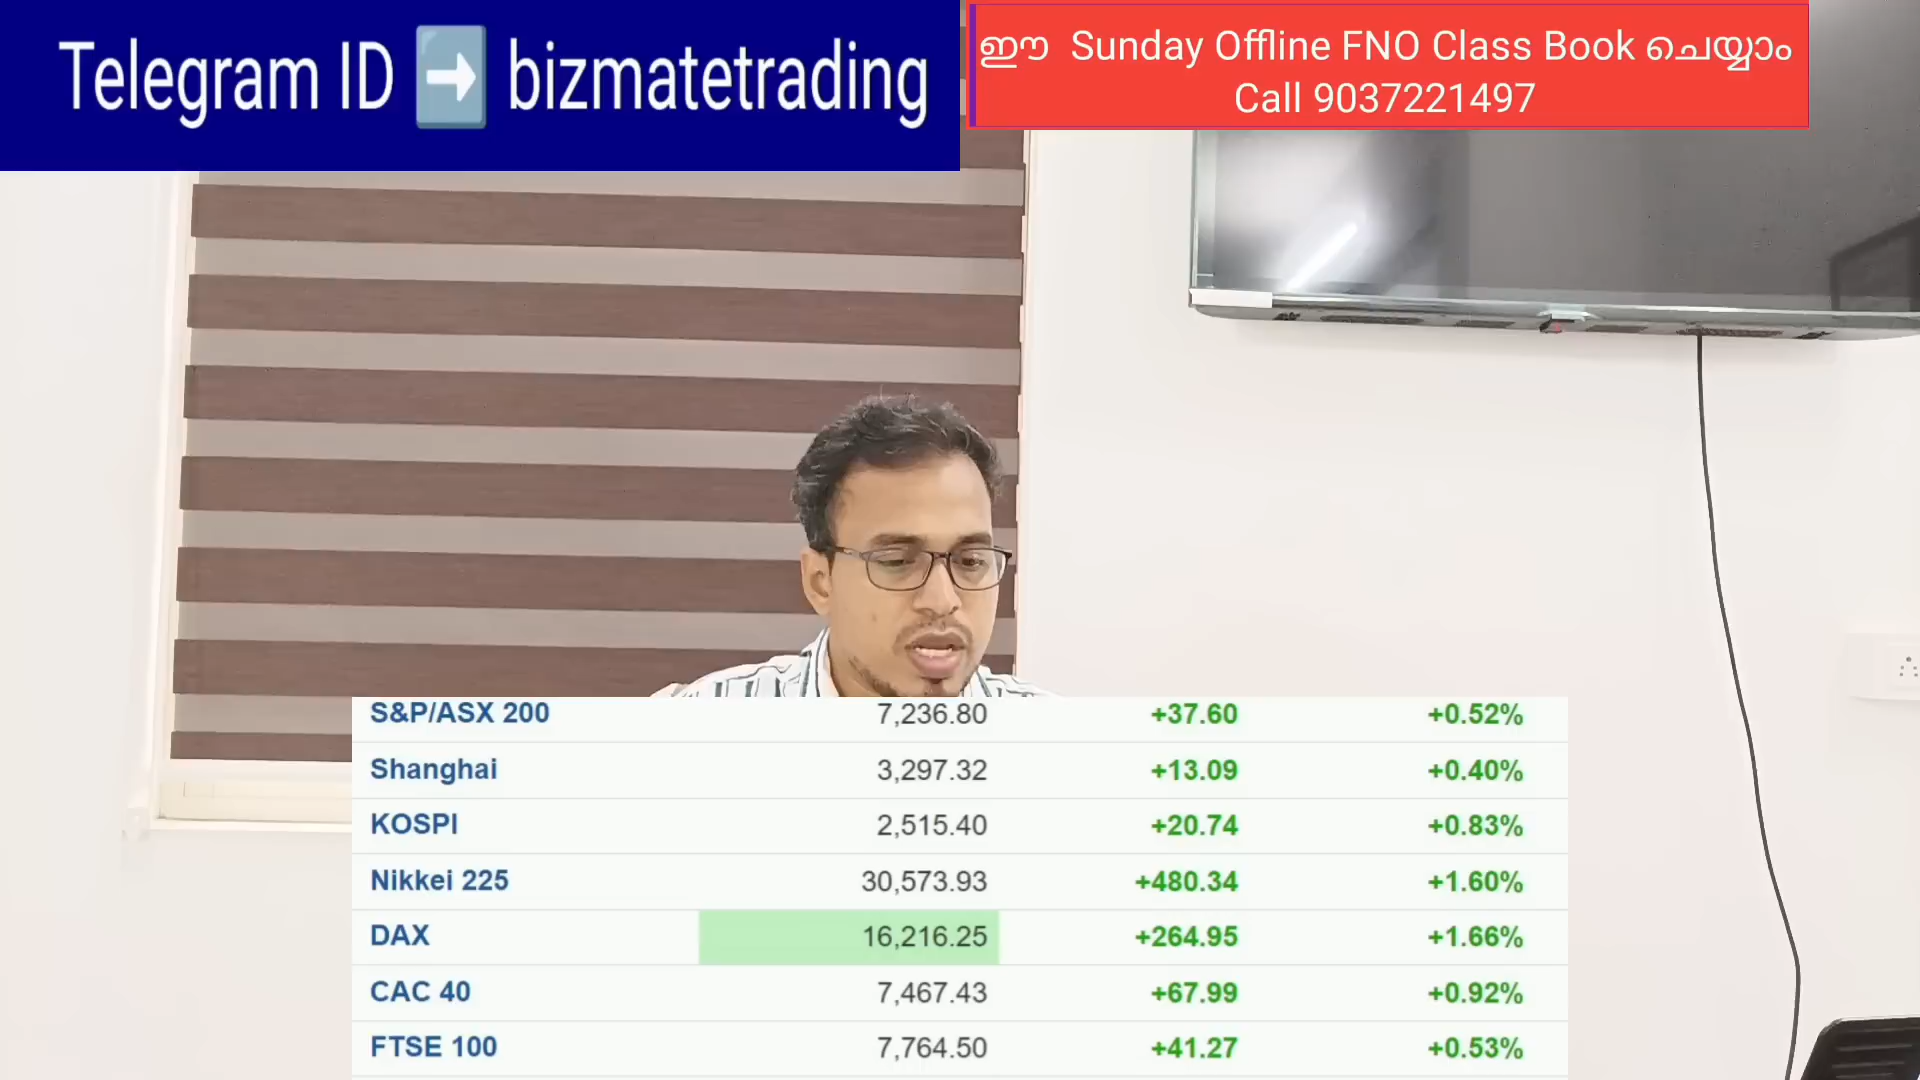 Telegram ID ➡ bizmatetrading
ഈ Sunday Offline FNO Class Book ചെയ്യാം
Call 9037221497
S&P/ASX 200 7,236.80 +37.60 +0.52%
Shanghai 3,297.32 +13.09 +0.40%
KOSPI 2,515.40 +20.74 +0.83%
Nikkei 225 30,573.93 +480.34 +1.60%
DAX 16,216.25 +264.95 +1.66%
CAC 40 7,467.43 +67.99 +0.92%
FTSE 100 7,764.50 +41.27 +0.53%